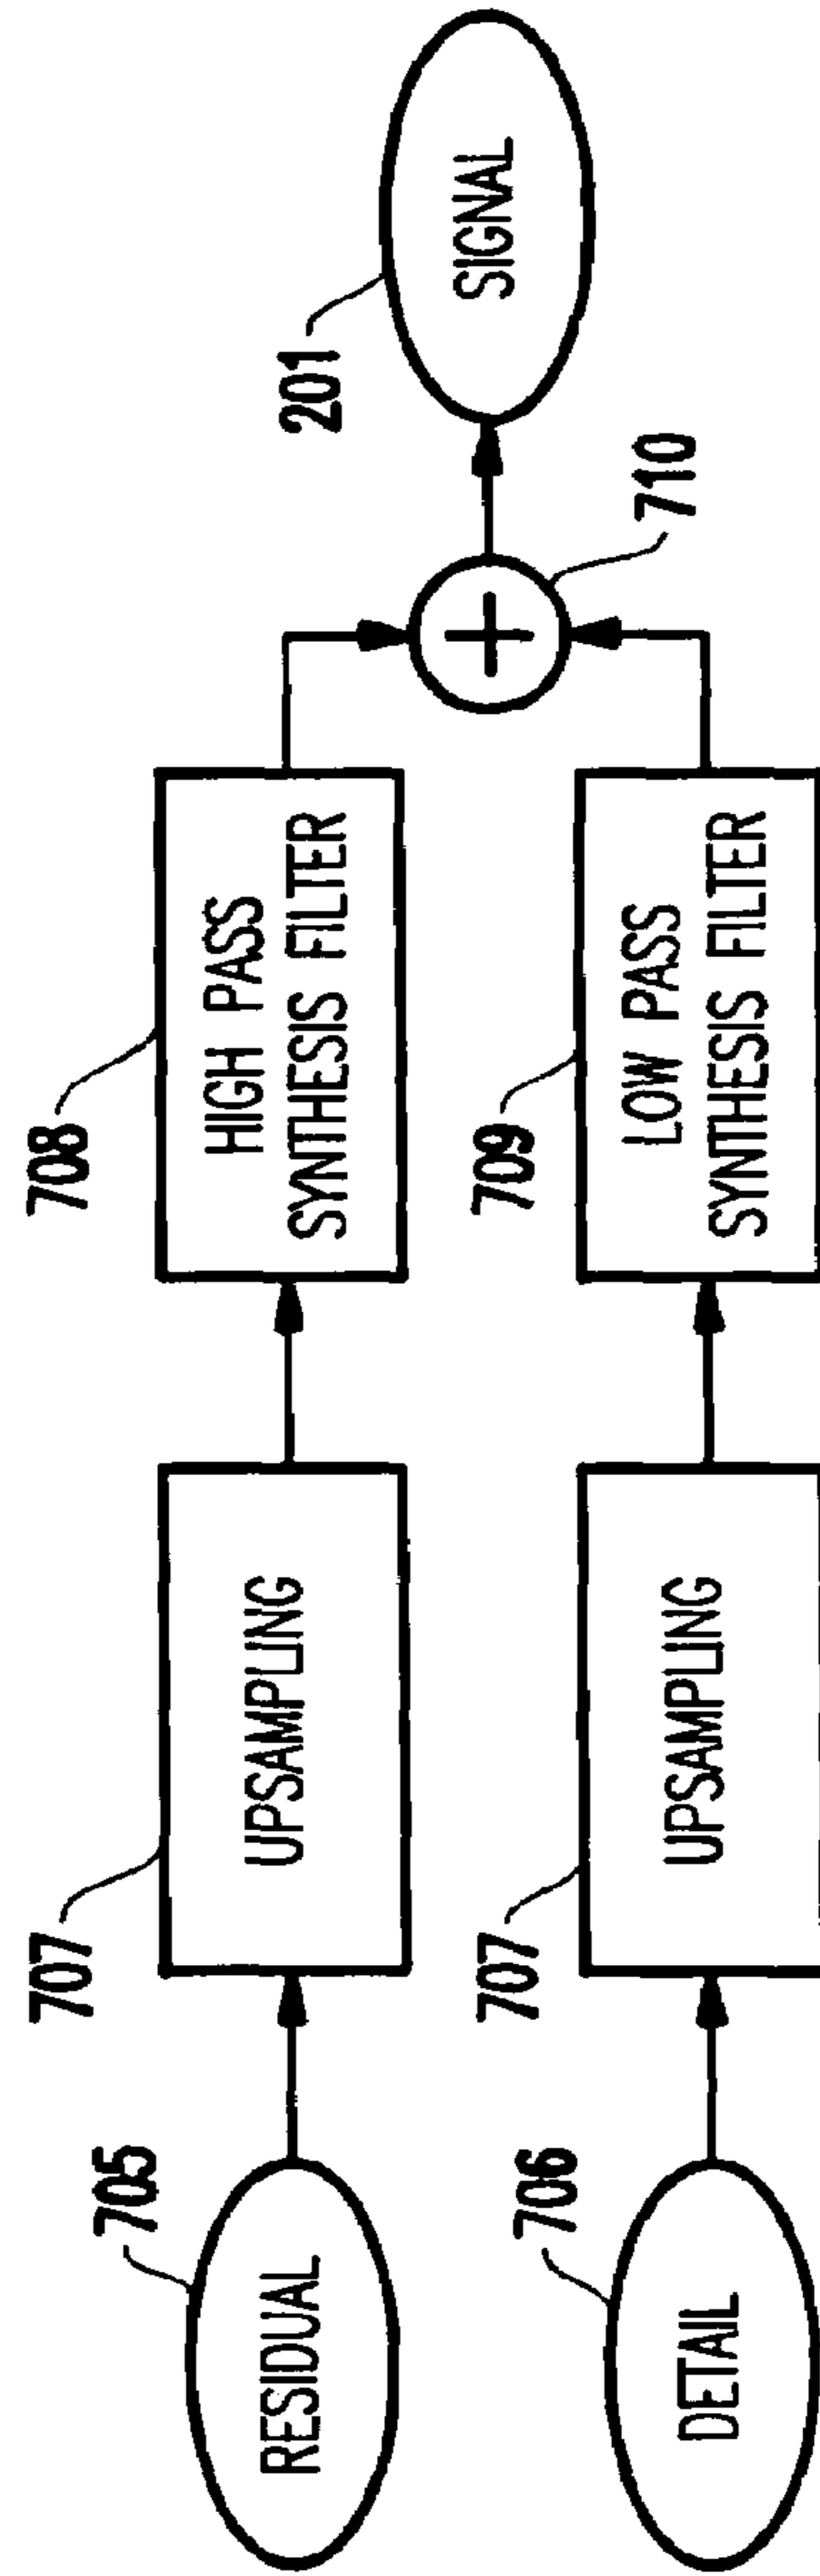 705
RESIDUAL
707
UPSAMPLING
708
HIGH PASS
SYNTHESIS FILTER
706
DETAIL
707
UPSAMPLING
709
LOW PASS
SYNTHESIS FILTER
+
710
201
SIGNAL